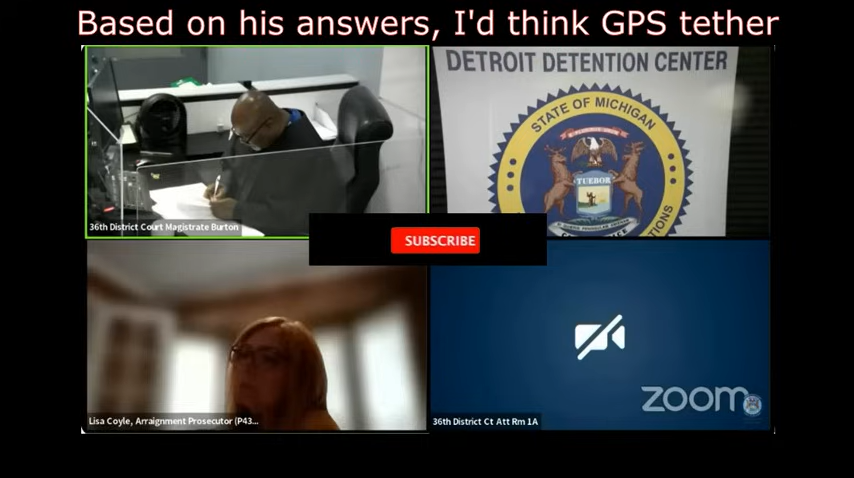 Based on his answers, I'd think GPS tether
DETROIT DETENTION CENTER
STATE OF MICHIGAN
TUEBOR
36th District Court Magistrate Burton
SUBSCRIBE
Lisa Coyle, Arraignment Prosecutor (P43...
36th District Ct Att Rm 1A
zoom